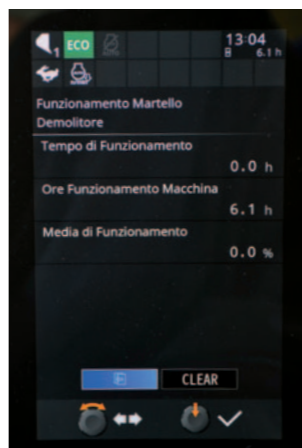 1 ECO 13:04
6.1 h
Funzionamento Martello
Demolitore
Tempo di Funzionamento
0.0 h
Ore Funzionamento Macchina
6.1 h
Media di Funzionamento
0.0 %
CLEAR